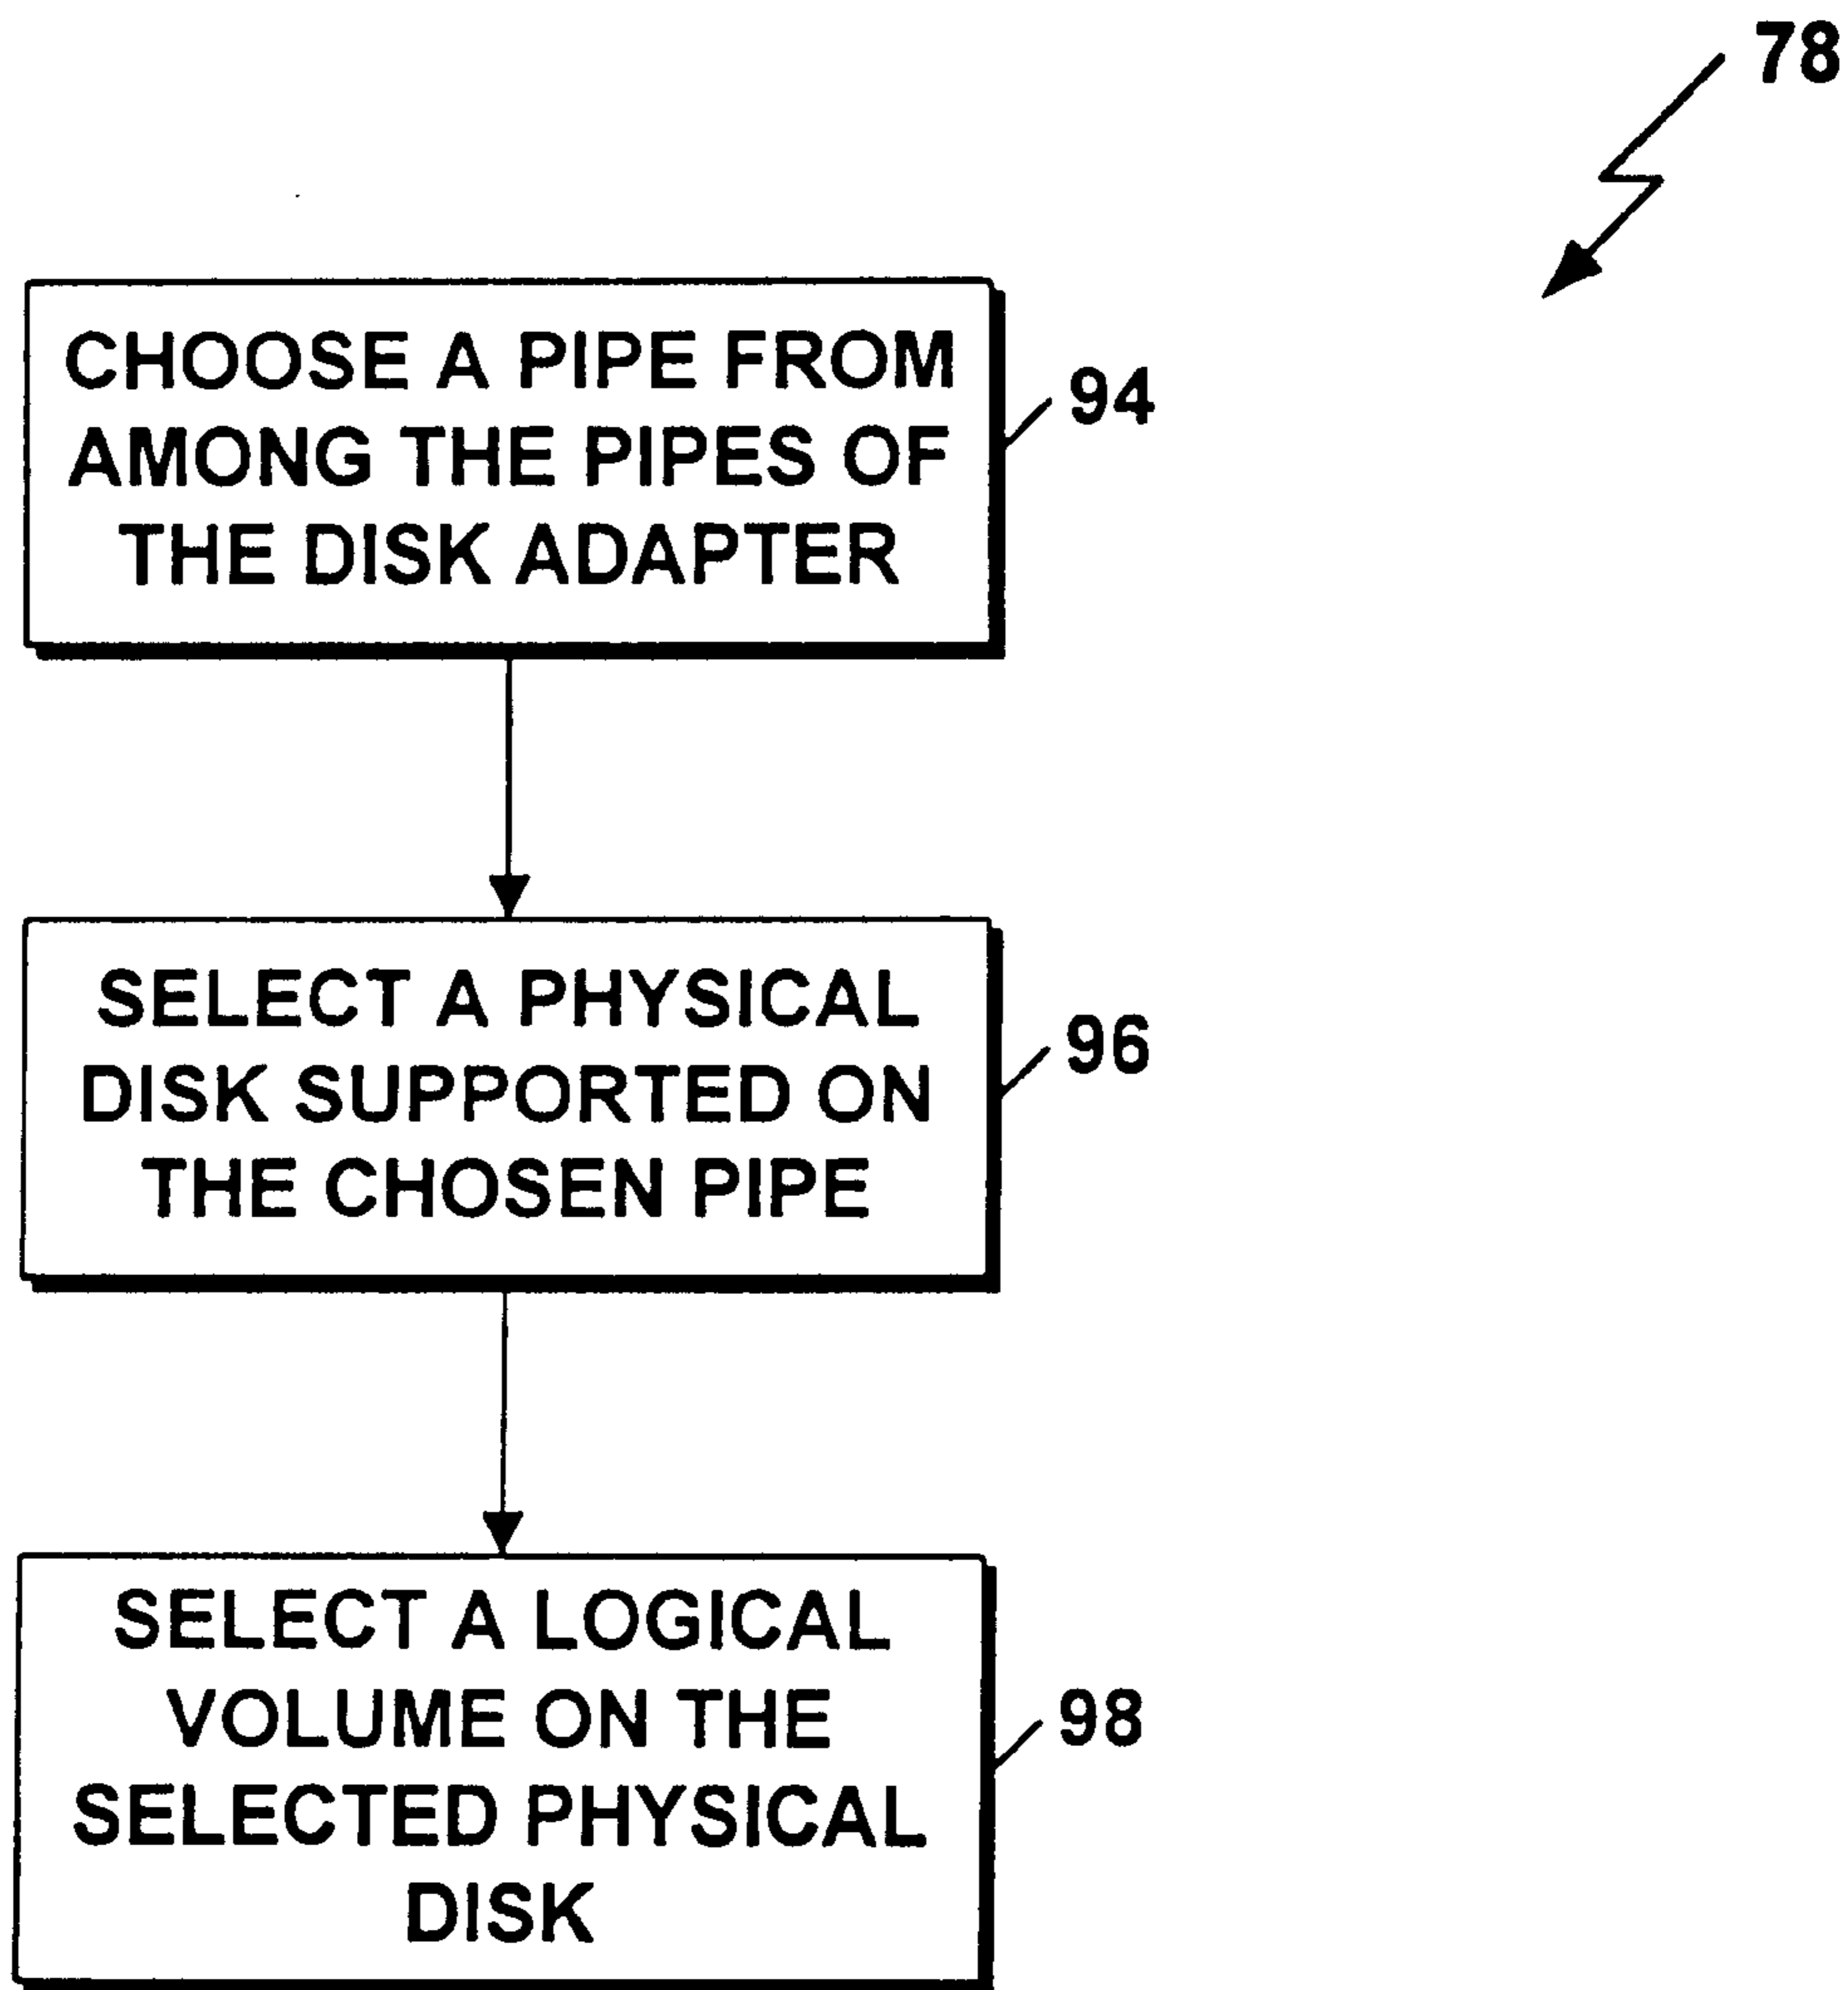 78
CHOOSE A PIPE FROM
AMONG THE PIPES OF
THE DISK ADAPTER
94
SELECT A PHYSICAL
DISK SUPPORTED ON
THE CHOSEN PIPE
96
SELECT A LOGICAL
VOLUME ON THE
SELECTED PHYSICAL
DISK
98